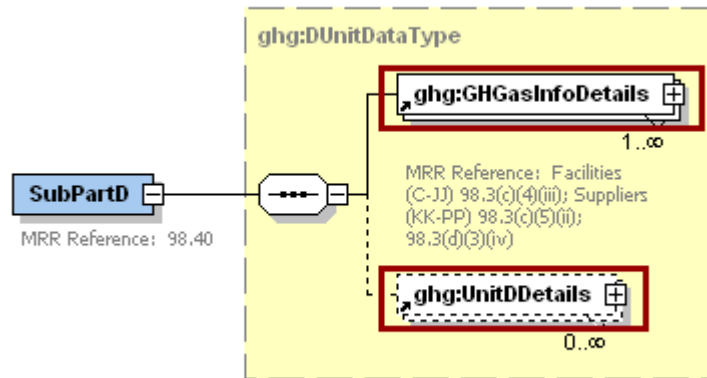 ghg:DUnitDataType
ghg:GHGasInfoDetails
1..∞
MRR Reference: Facilities
(C-JJ) 98.3(c)(4)(iii); Suppliers
(KK-PP) 98.3(c)(5)(ii);
98.3(d)(3)(iv)
SubPartD
MRR Reference: 98.40
ghg:UnitDDetails
0..∞